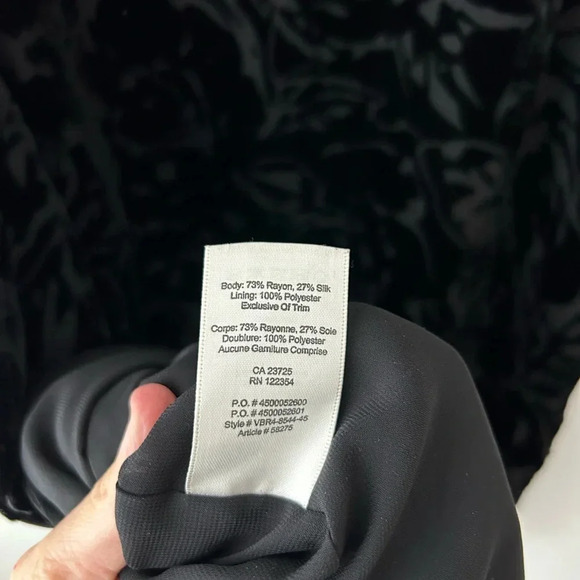 Body: 73% Rayon, 27% Silk
Lining: 100% Polyester
Exclusive Of Trim
Corps: 73% Rayonne, 27% Soie
Doublure: 100% Polyester
Aucune Garniture Comprise
CA 23725
RN 122354
P.O. # 4500052600
P.O. # 4500052601
Style # VBR4-8544-45
Article # 58275